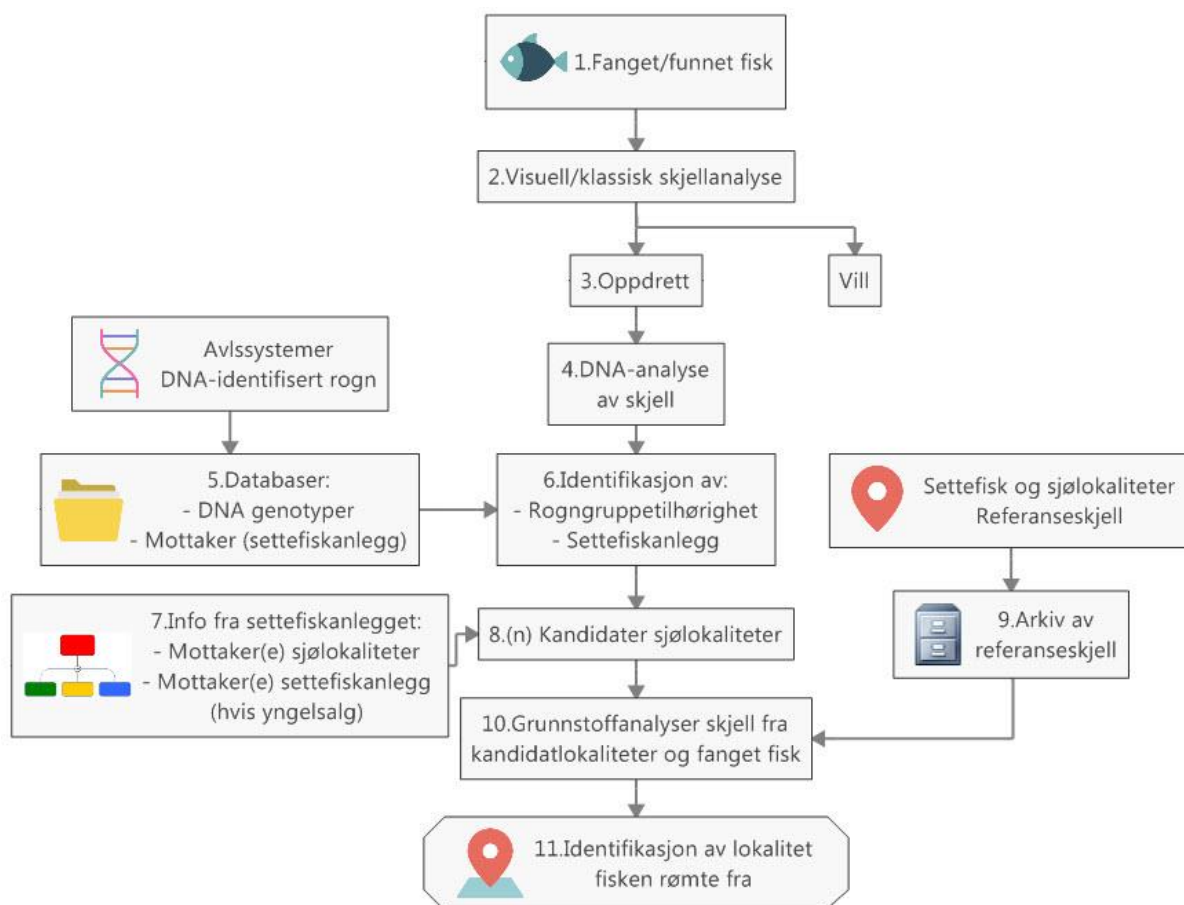 1.Fanget/funnet fisk
2.Visuell/klassisk skjellanalyse
3.Oppdrett
Vill
Avlssystemer
DNA-identifisert rogn
4.DNA-analyse
av skjell
5.Databaser:
- DNA genotyper
- Mottaker (settefiskanlegg)
6.Identifikasjon av:
- Rogngruppetilhørighet
- Settefiskanlegg
Settefisk og sjølokaliteter
Referanseskjell
7.Info fra settefiskanlegget:
- Mottaker(e) sjølokaliteter
- Mottaker(e) settefiskanlegg
(hvis yngelsalg)
8.(n) Kandidater sjølokaliteter
9.Arkiv av
referanseskjell
10.Grunnstoffanalyser skjell fra
kandidatlokaliteter og fanget fisk
11.Identifikasjon av lokalitet
fisken rømte fra